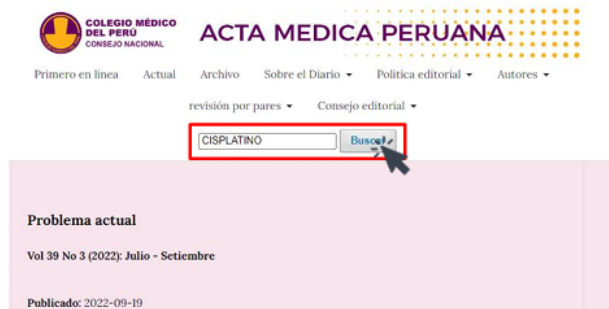 COLEGIO MÉDICO
DEL PERÚ
CONSEJO NACIONAL
ACTA MEDICA PERUANA
Primero en línea Actual Archivo Sobre el Diario Política editorial Autores
revisión por pares Consejo editorial
CISPLATINO
Problema actual
Vol 39 No 3 (2022): Julio - Setiembre
Publicado: 2022-09-19